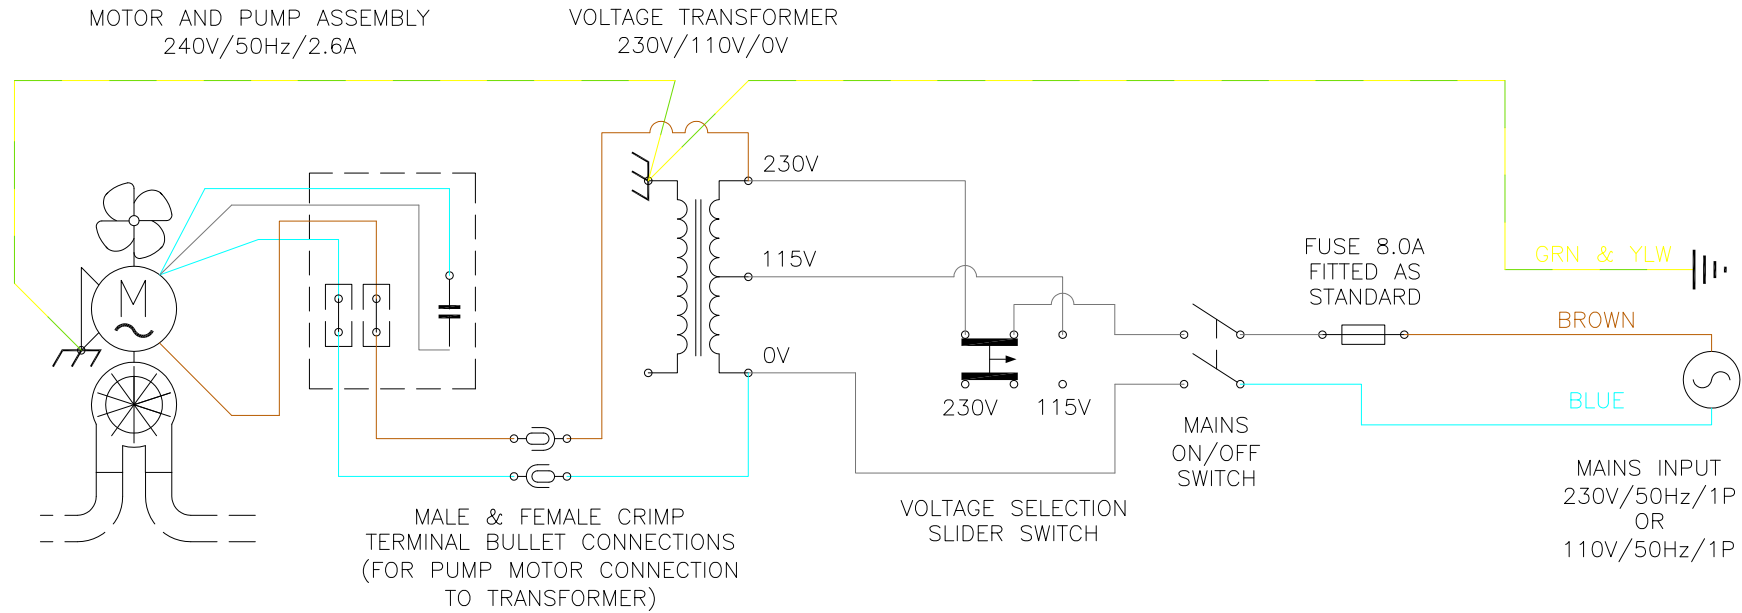 MOTOR AND PUMP ASSEMBLY
240V/50Hz/2.6A
VOLTAGE TRANSFORMER
230V/110V/0V
230V
115V
0V
M
230V
115V
VOLTAGE SELECTION
SLIDER SWITCH
MAINS
ON/OFF
SWITCH
FUSE 8.0A
FITTED AS
STANDARD
GRN & YLW
BROWN
BLUE
MAINS INPUT
230V/50Hz/1P
OR
110V/50Hz/1P
MALE & FEMALE CRIMP
TERMINAL BULLET CONNECTIONS
(FOR PUMP MOTOR CONNECTION
TO TRANSFORMER)